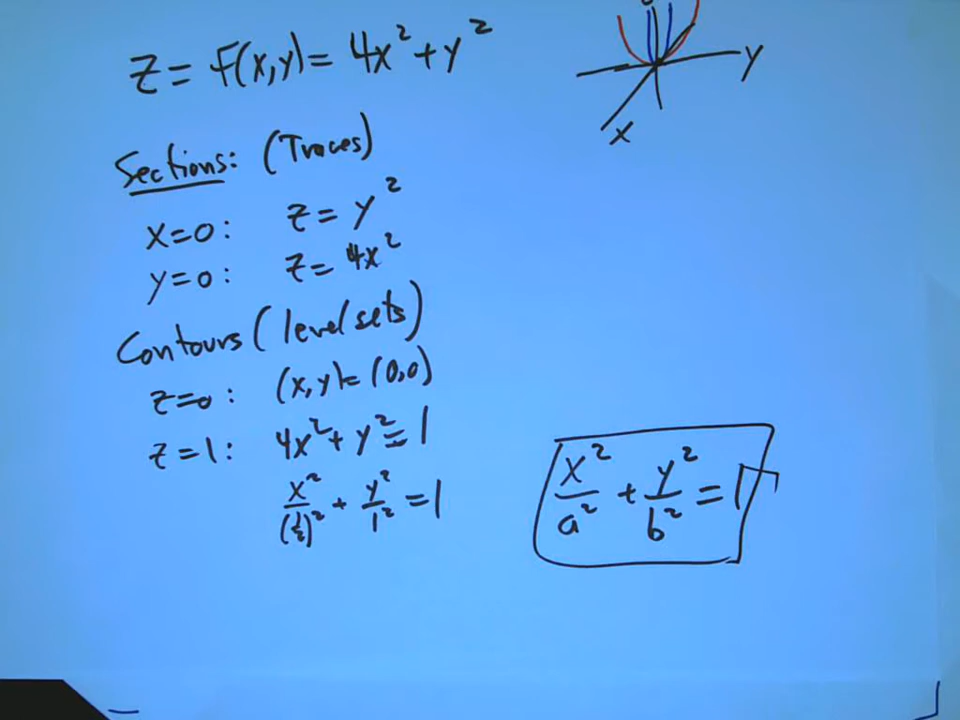 z = f(x,y) = 4x² + y²
y
x
Sections: (Traces)
x=0: z = y²
y=0: z = 4x²
Contours (level sets)
z=0: (x,y) = (0,0)
z=1: 4x² + y² = 1
x²/(1/2)² + y²/1² = 1
x²/a² + y²/b² = 1